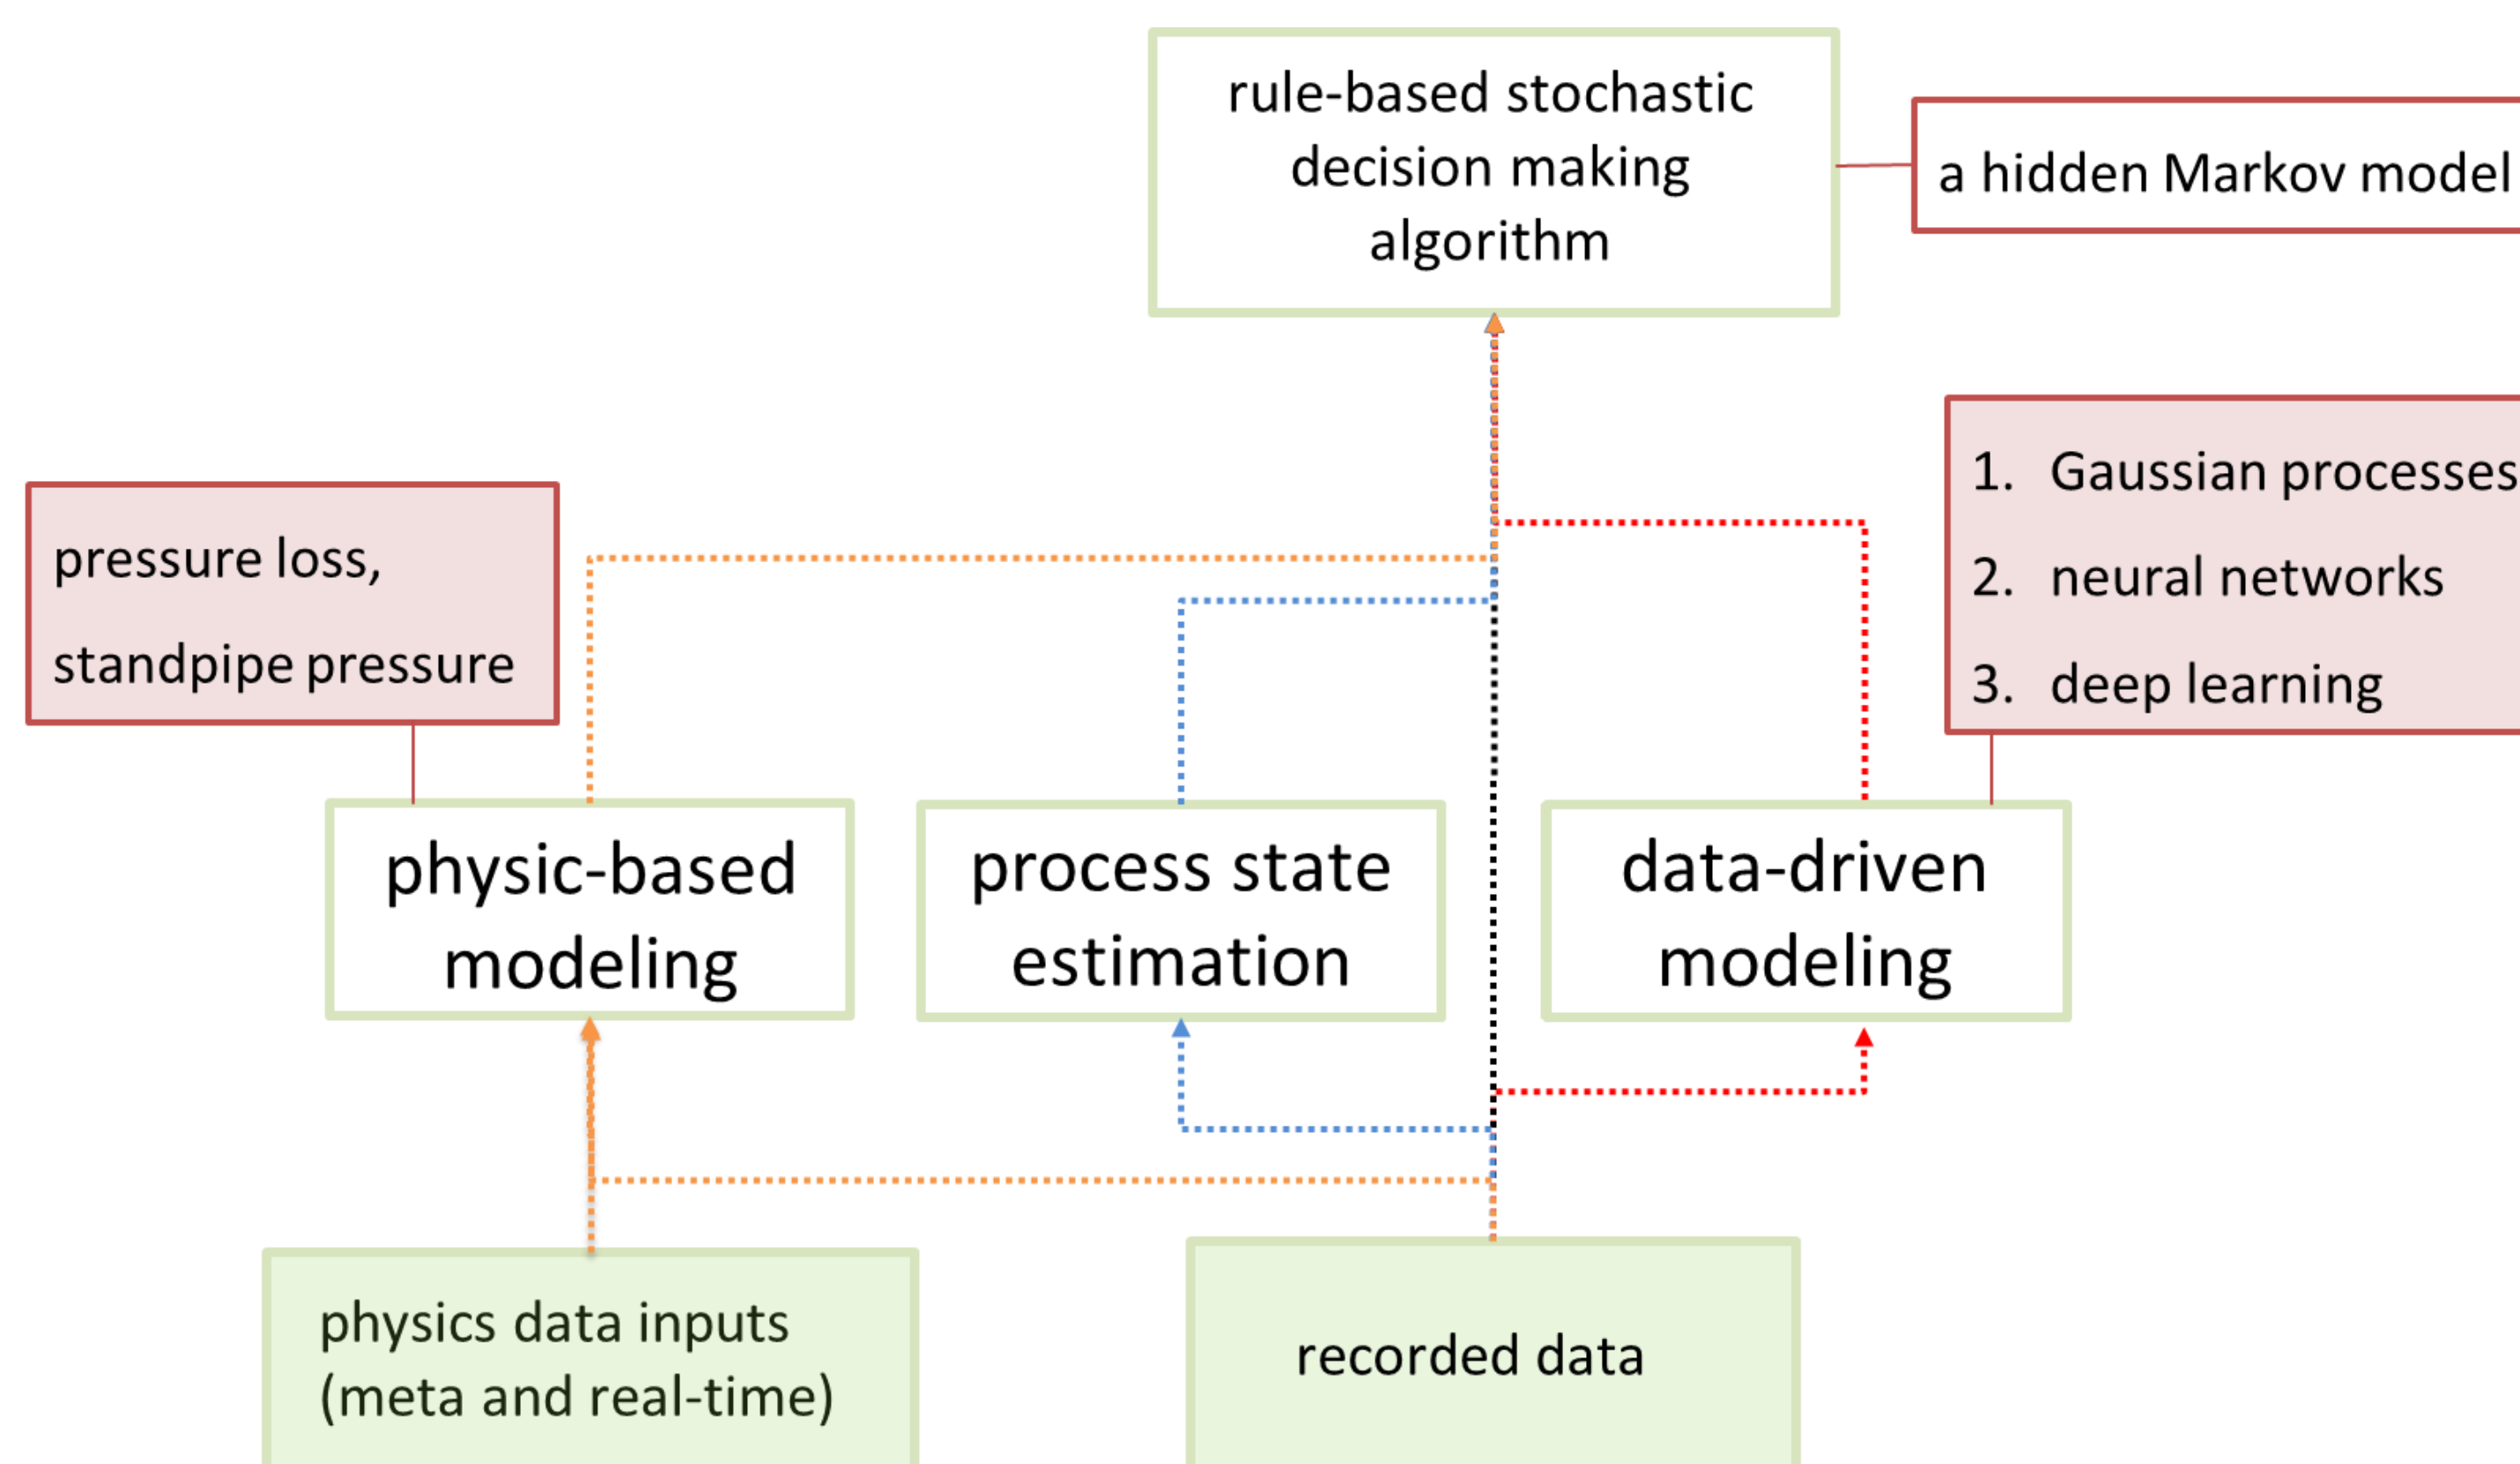 rule-based stochastic
decision making
algorithm
a hidden Markov model
pressure loss,
standpipe pressure
1. Gaussian processes
2. neural networks
3. deep learning
physic-based
modeling
process state
estimation
data-driven
modeling
physics data inputs
(meta and real-time)
recorded data